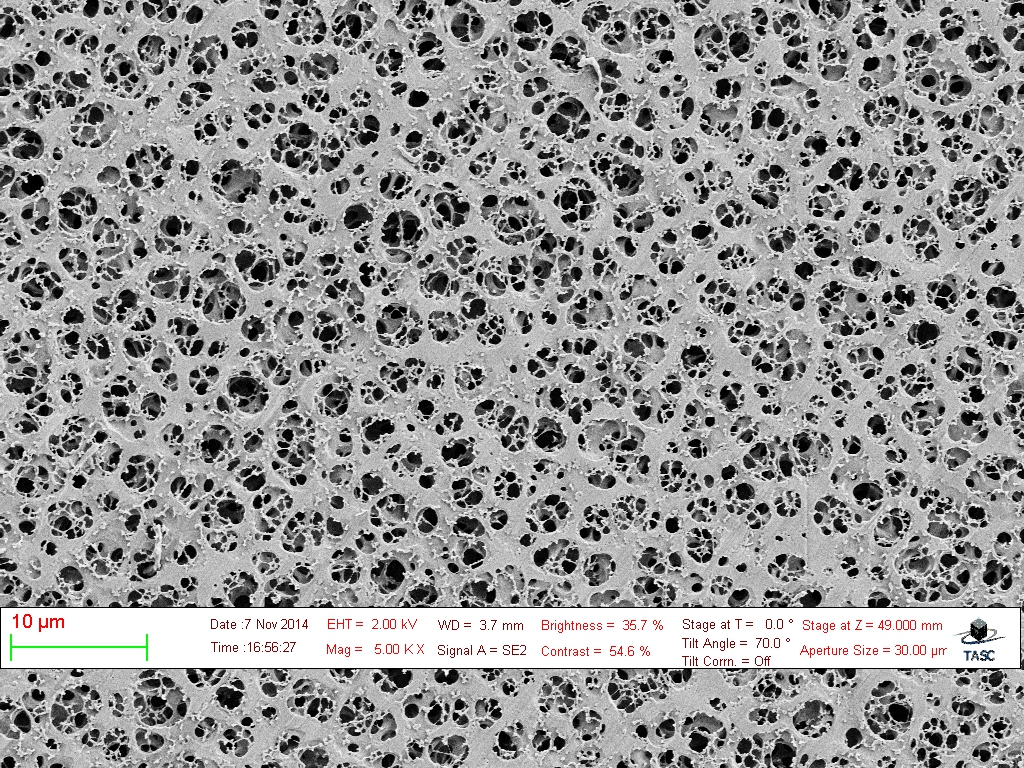 10 µm
Date :7 Nov 2014 EHT = 2.00 kV WD = 3.7 mm Brightness = 35.7 % Stage at T = 0.0 ° Stage at Z = 49.000 mm
Time :16:56:27 Mag = 5.00 K X Signal A = SE2 Contrast = 54.6 % Tilt Angle = 70.0 ° Aperture Size = 30.00 µm
Tilt Corrn. = Off
TASC